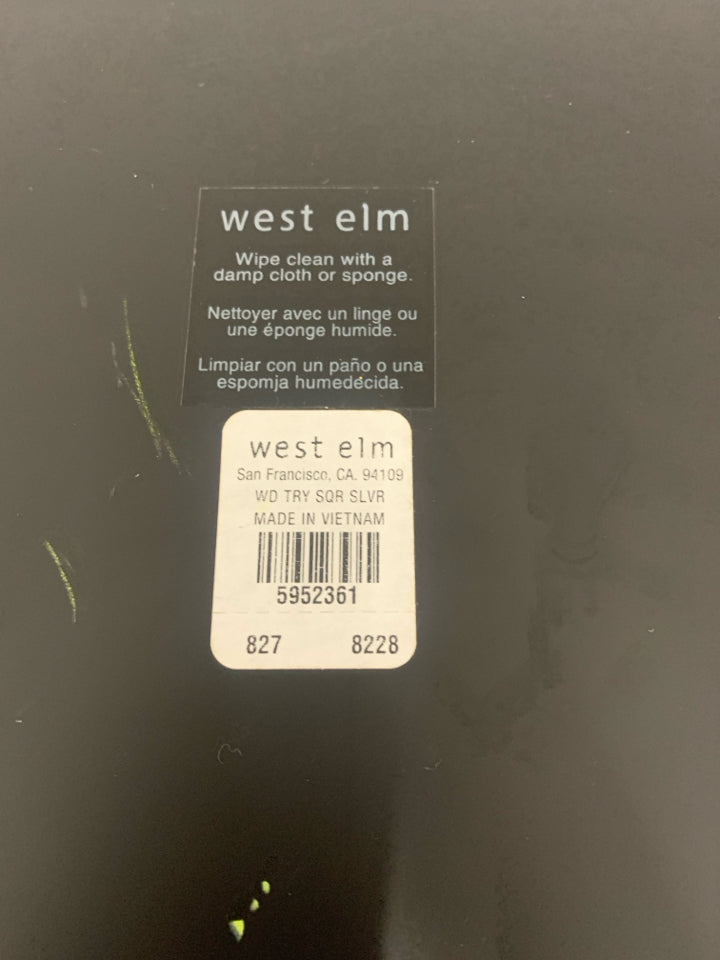 west elm
Wipe clean with a
damp cloth or sponge.
Nettoyer avec un linge ou
une éponge humide.
Limpiar con un paño o una
espomja humedecida.
west elm
San Francisco, CA. 94109
WD TRY SQR SLVR
MADE IN VIETNAM
5952361
827 8228